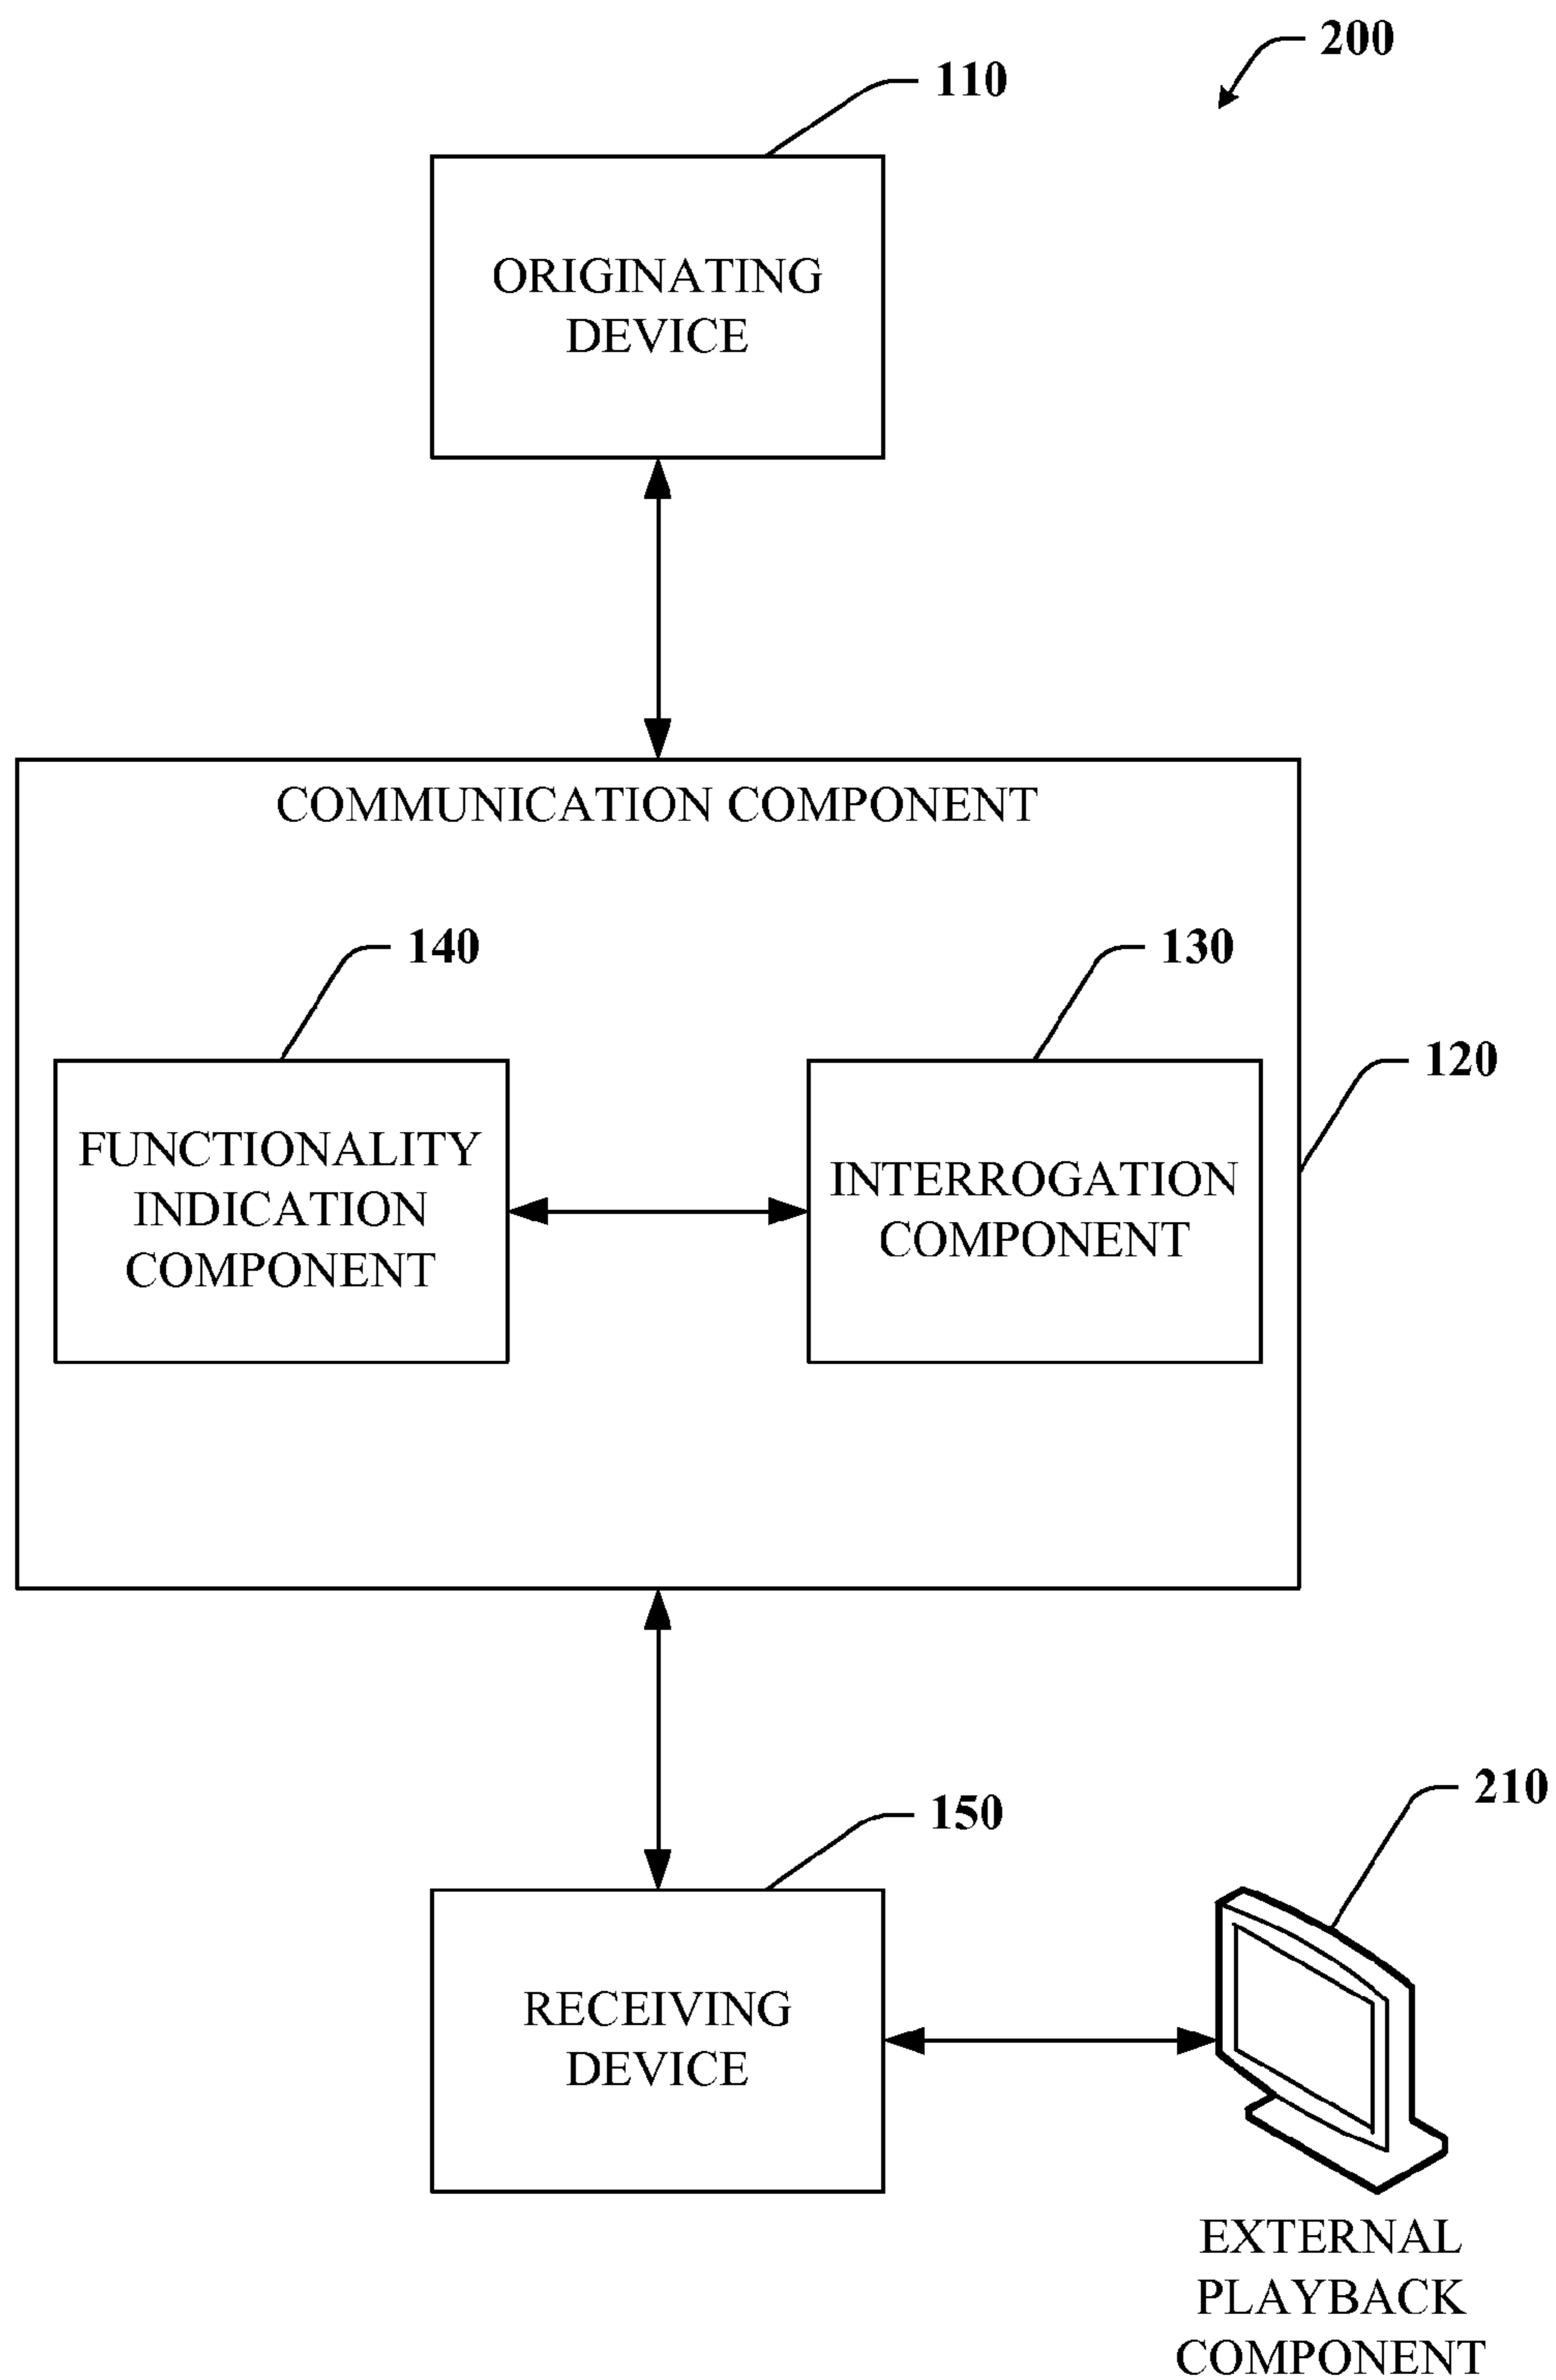 200
110
ORIGINATING
DEVICE
COMMUNICATION COMPONENT
140
130
120
FUNCTIONALITY
INDICATION
COMPONENT
INTERROGATION
COMPONENT
150
210
RECEIVING
DEVICE
EXTERNAL
PLAYBACK
COMPONENT